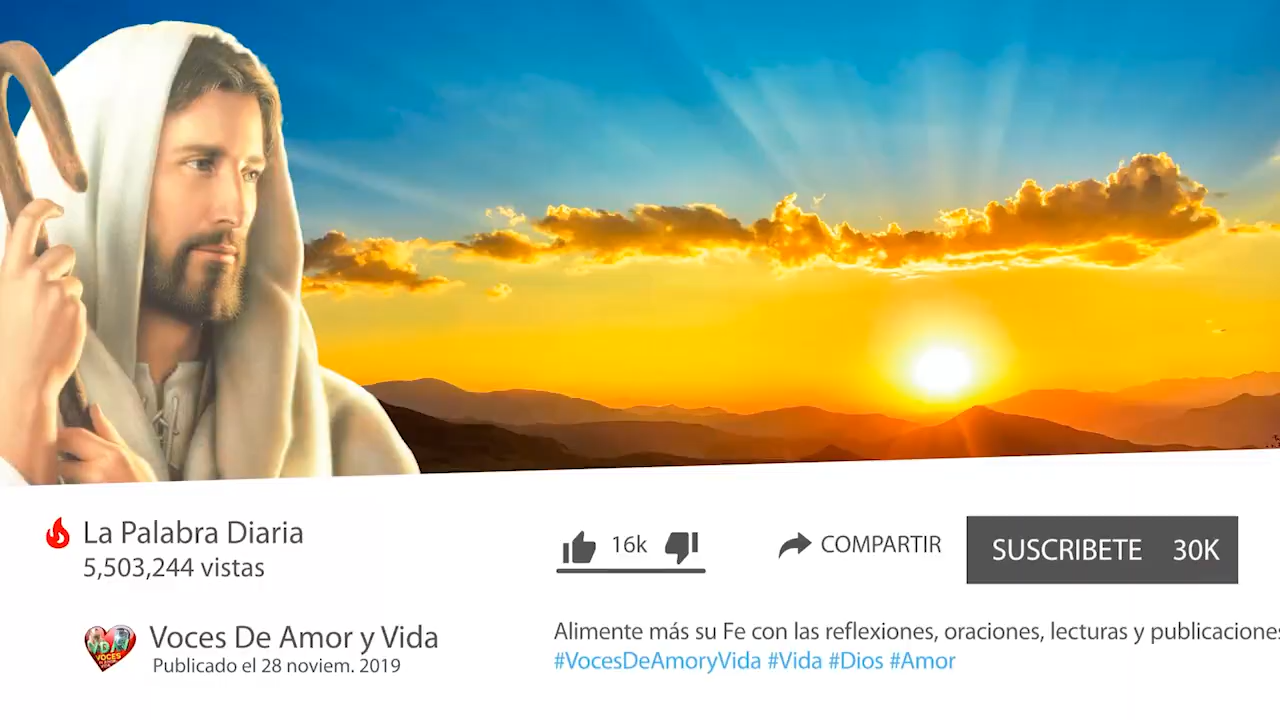 La Palabra Diaria
5,503,244 vistas
16k
COMPARTIR
SUSCRIBETE 30K
Voces De Amor y Vida
Publicado el 28 noviem. 2019
Alimente más su Fe con las reflexiones, oraciones, lecturas y publicaciones
#VocesDeAmoryVida #Vida #Dios #Amor
VOCES